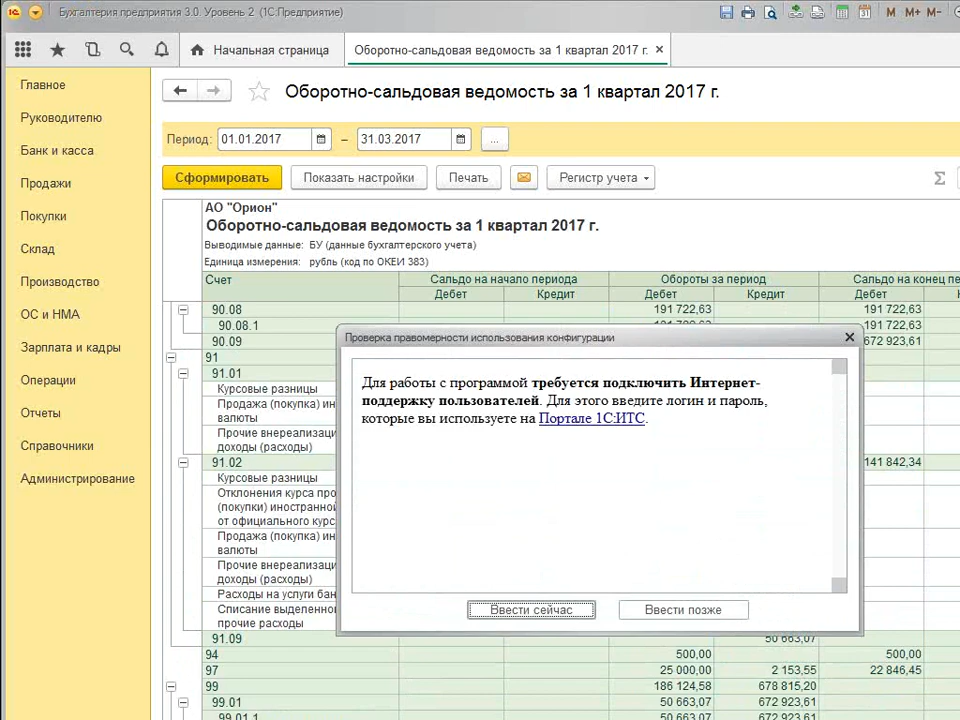 Бухгалтерия предприятия 3.0. Уровень 2 (1С:Предприятие)
M M+ M-
Начальная страница
Оборотно-сальдовая ведомость за 1 квартал 2017 г. ×
Главное
Руководителю
Банк и касса
Продажи
Покупки
Склад
Производство
ОС и НМА
Зарплата и кадры
Операции
Отчеты
Справочники
Администрирование
Оборотно-сальдовая ведомость за 1 квартал 2017 г.
Период: 01.01.2017 – 31.03.2017 ...
Сформировать Показать настройки Печать Регистр учета Σ
АО "Орион"
Оборотно-сальдовая ведомость за 1 квартал 2017 г.
Выводимые данные: БУ (данные бухгалтерского учета)
Единица измерения: рубль (код по ОКЕИ 383)
Счет Сальдо на начало периода Обороты за период Сальдо на конец пе
Дебет Кредит Дебет Кредит Дебет
90.08 191 722,63 191 722,63
90.08.1 191 722,63
90.09 672 923,61
91
91.01
Курсовые разницы
Продажа (покупка) ин
валюты
Прочие внереализаци
доходы (расходы)
91.02 141 842,34
Курсовые разницы
Отклонения курса про
(покупки) иностранной
от официального курс
Продажа (покупка) ин
валюты
Прочие внереализаци
доходы (расходы)
Расходы на услуги бан
Списание выделенног
прочие расходы
91.09 50 663,07
94 500,00 500,00
97 25 000,00 2 153,55 22 846,45
99 186 124,58 678 815,20
99.01 50 663,07 672 923,61
99.01.1 50 663,07 672 923,61
Проверка правомерности использования конфигурации
Для работы с программой требуется подключить Интернет-
поддержку пользователей. Для этого введите логин и пароль,
которые вы используете на Портале 1С:ИТС.
Ввести сейчас Ввести позже